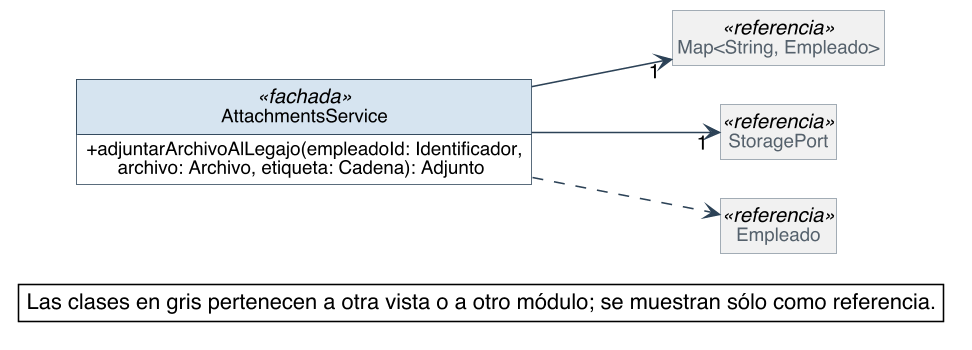 «referencia»
Map<String, Empleado>
1
«fachada»
AttachmentsService
+adjuntarArchivoAlLegajo(empleadoId: Identificador,
archivo: Archivo, etiqueta: Cadena): Adjunto
«referencia»
StoragePort
1
«referencia»
Empleado
Las clases en gris pertenecen a otra vista o a otro módulo; se muestran sólo como referencia.